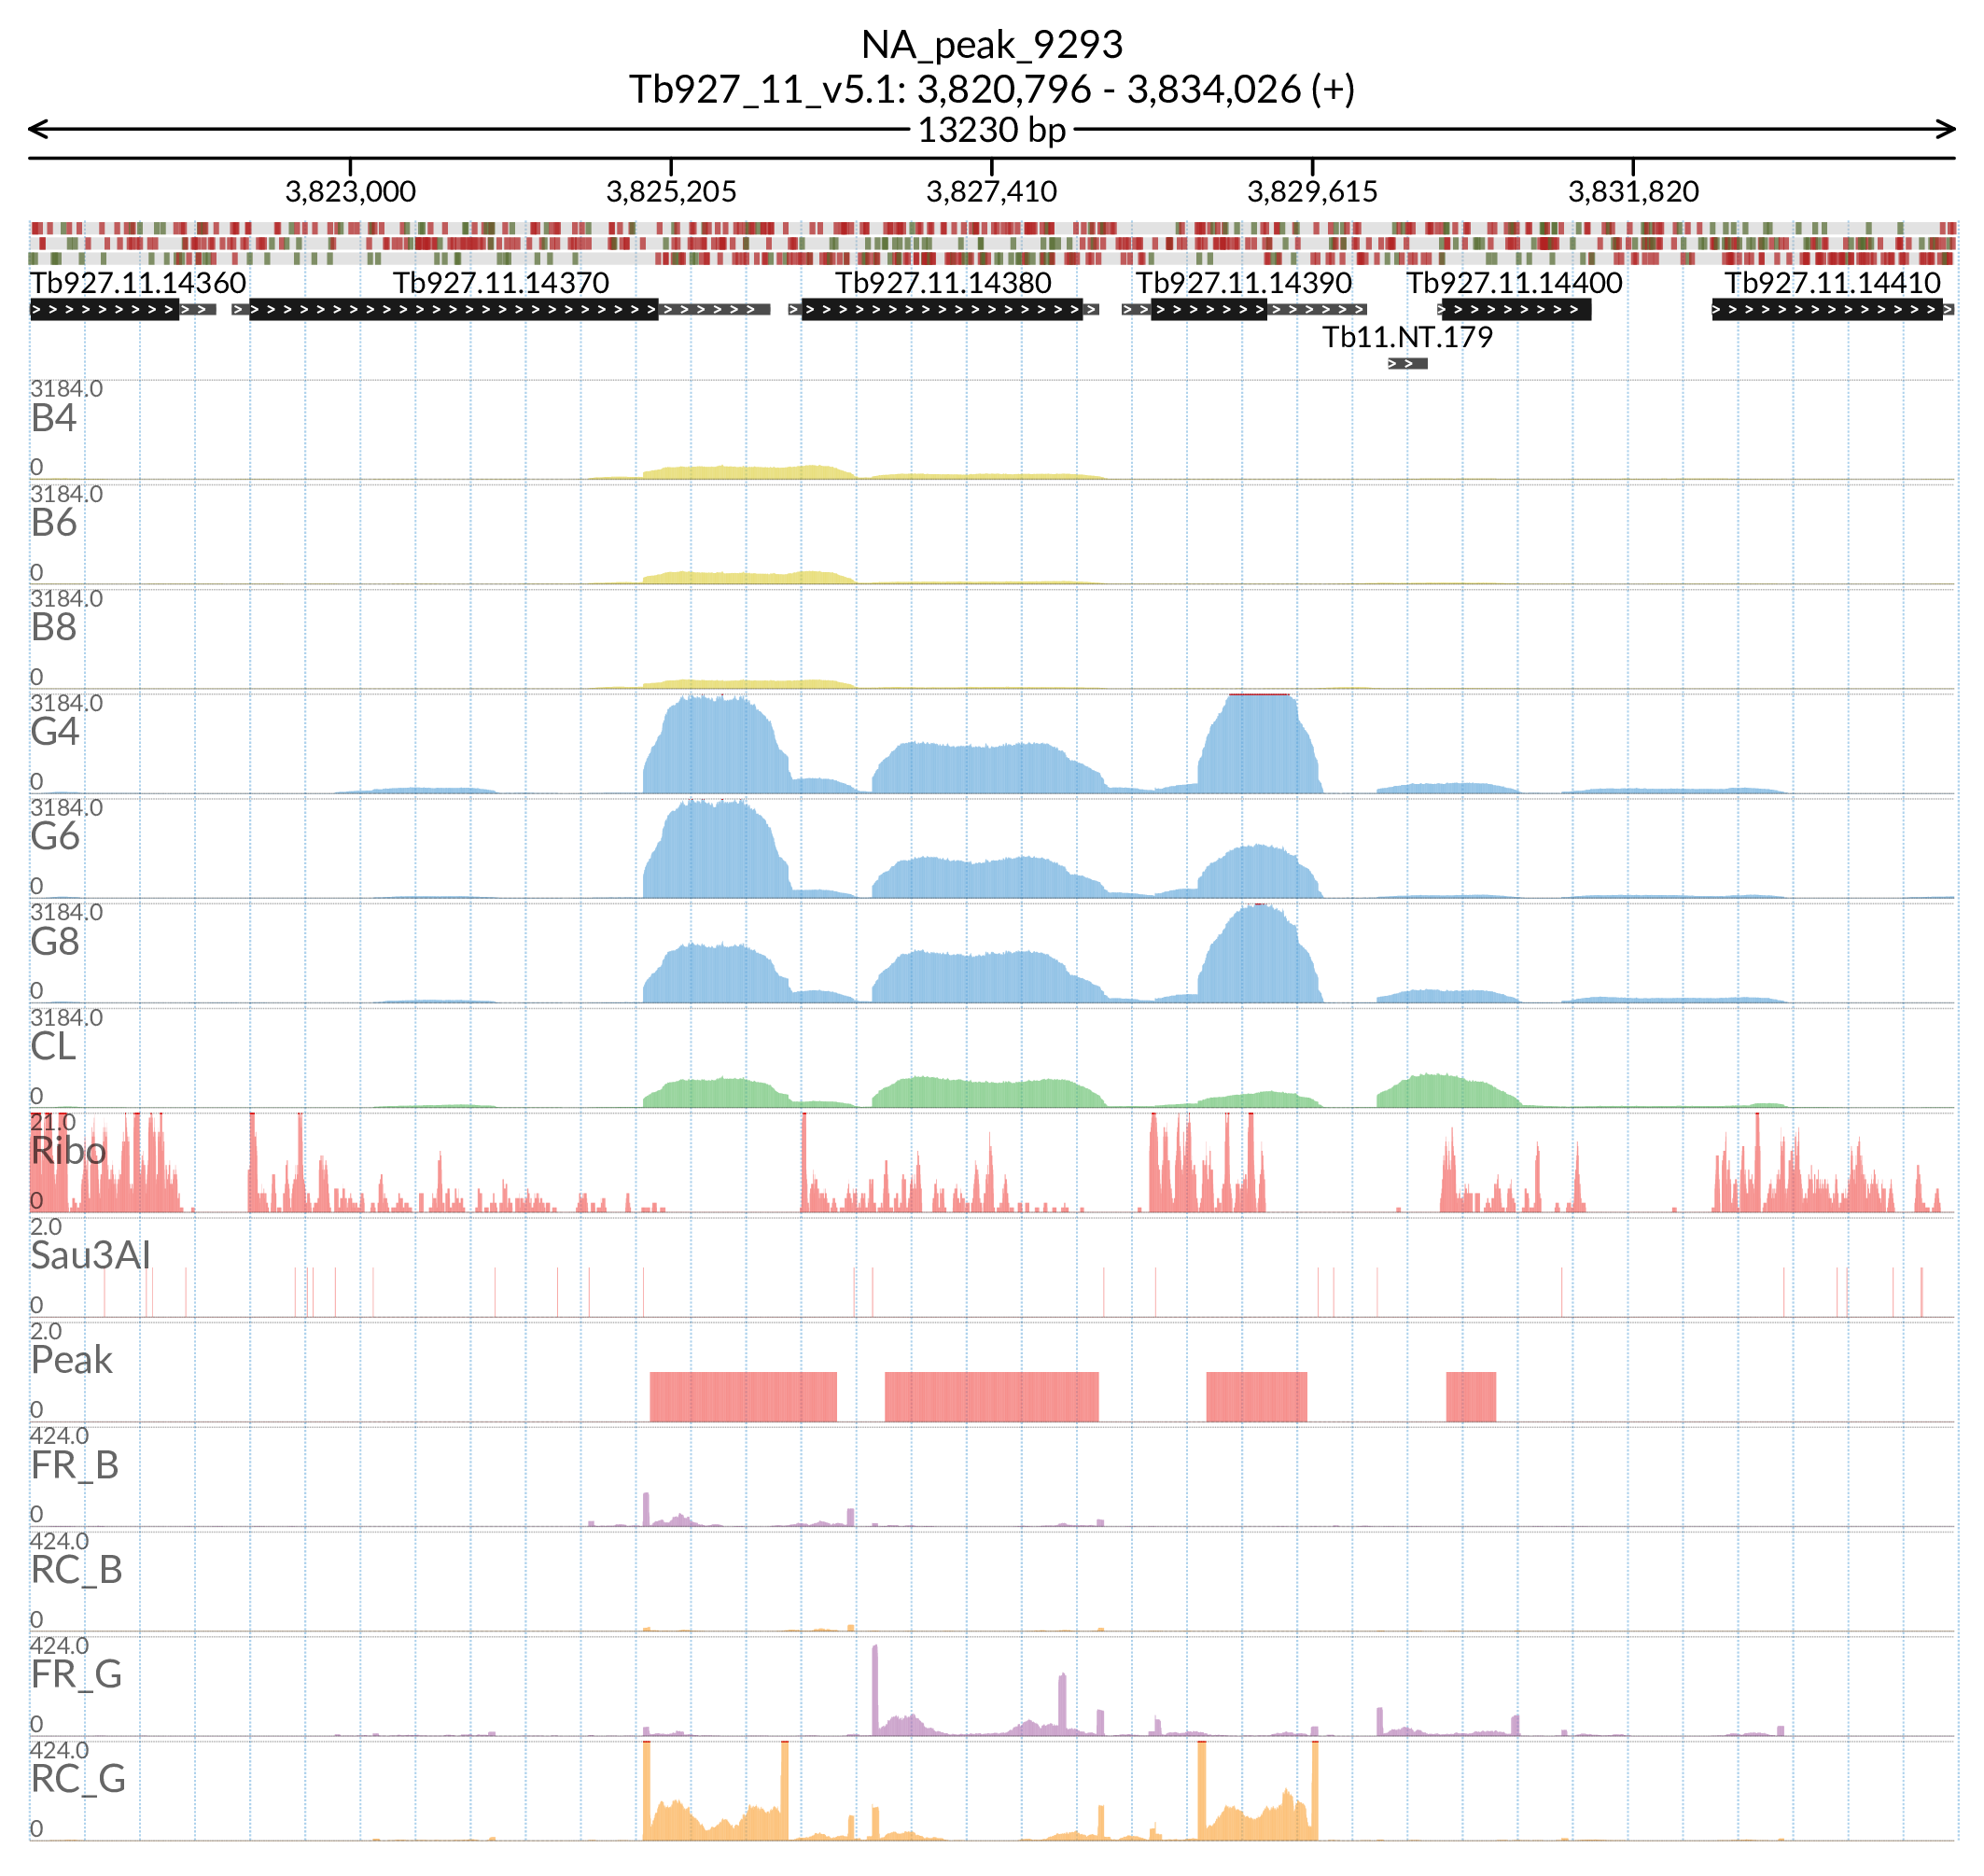 NA_peak_9293
Tb927_11_v5.1: 3,820,796 - 3,834,026 (+)
13230 bp
3,823,000 3,825,205 3,827,410 3,829,615 3,831,820
Tb927.11.14360 Tb927.11.14370 Tb927.11.14380 Tb927.11.14390 Tb927.11.14400 Tb927.11.14410
Tb11.NT.179
3184.0
B4
0
3184.0
B6
0
3184.0
B8
0
3184.0
G4
0
3184.0
G6
0
3184.0
G8
0
3184.0
CL
0
21.0
Ribo
0
2.0
Sau3AI
0
2.0
Peak
0
424.0
FR_B
0
424.0
RC_B
0
424.0
FR_G
0
424.0
RC_G
0